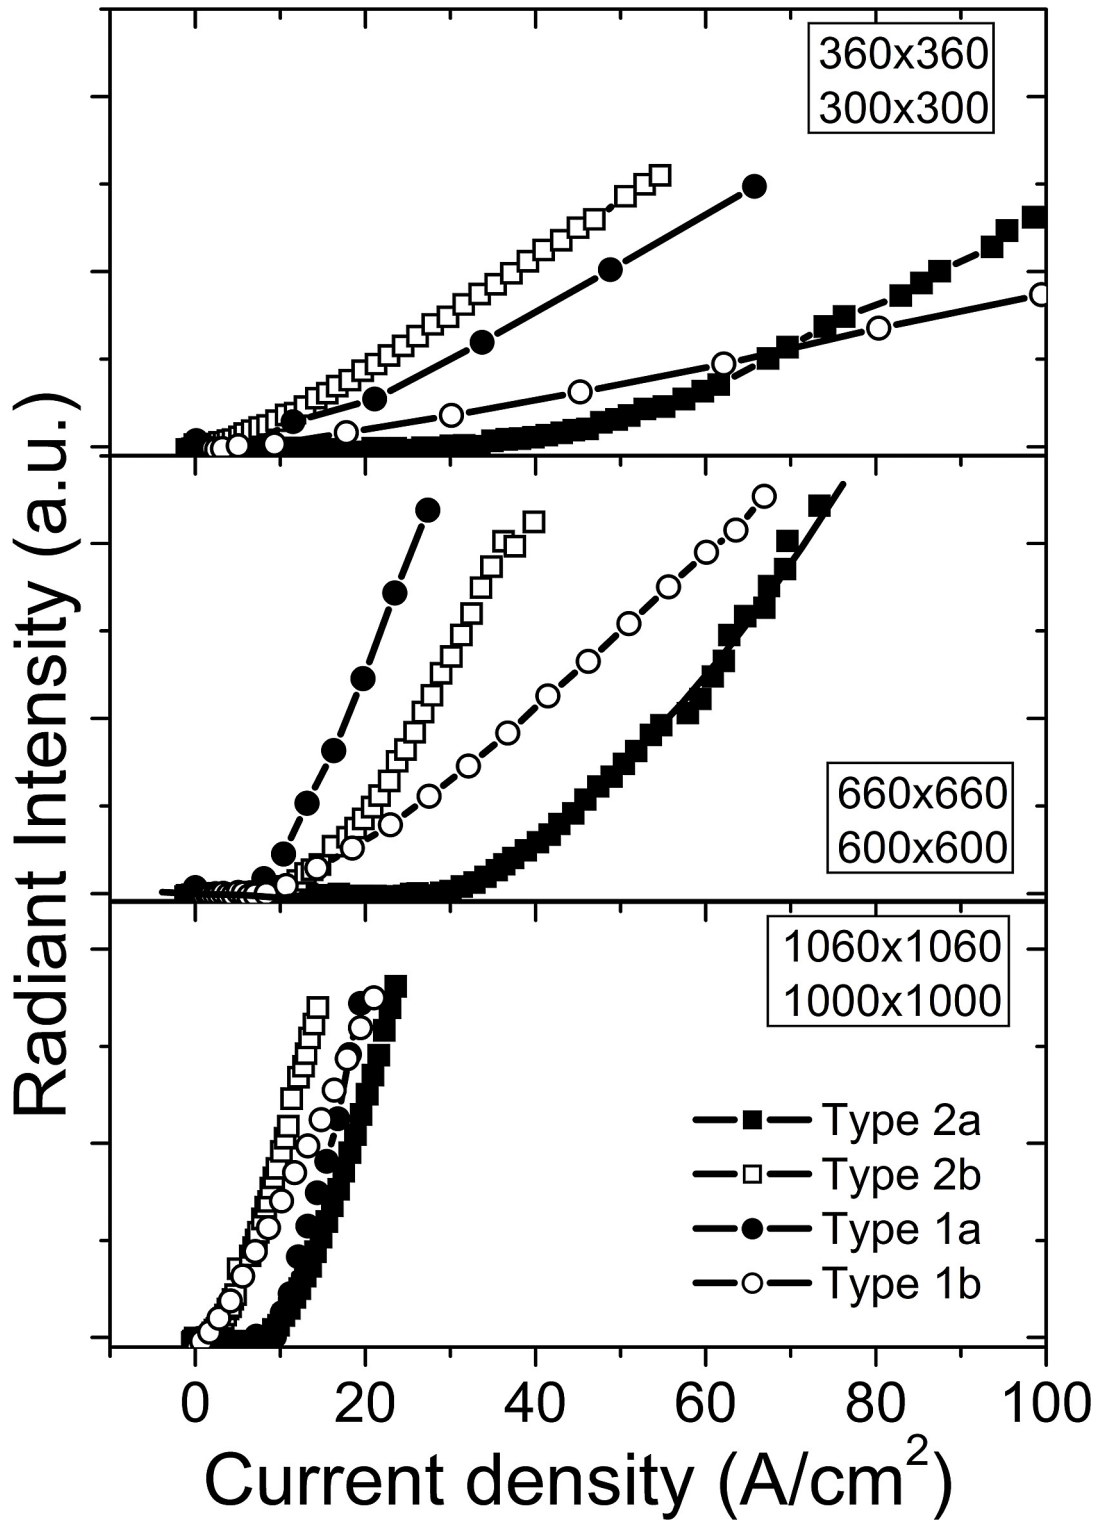 360x360
300x300
660x660
600x600
1060x1060
1000x1000
Type 2a
Type 2b
Type 1a
Type 1b
Radiant Intensity (a.u.)
0 20 40 60 80 100
Current density (A/cm²)